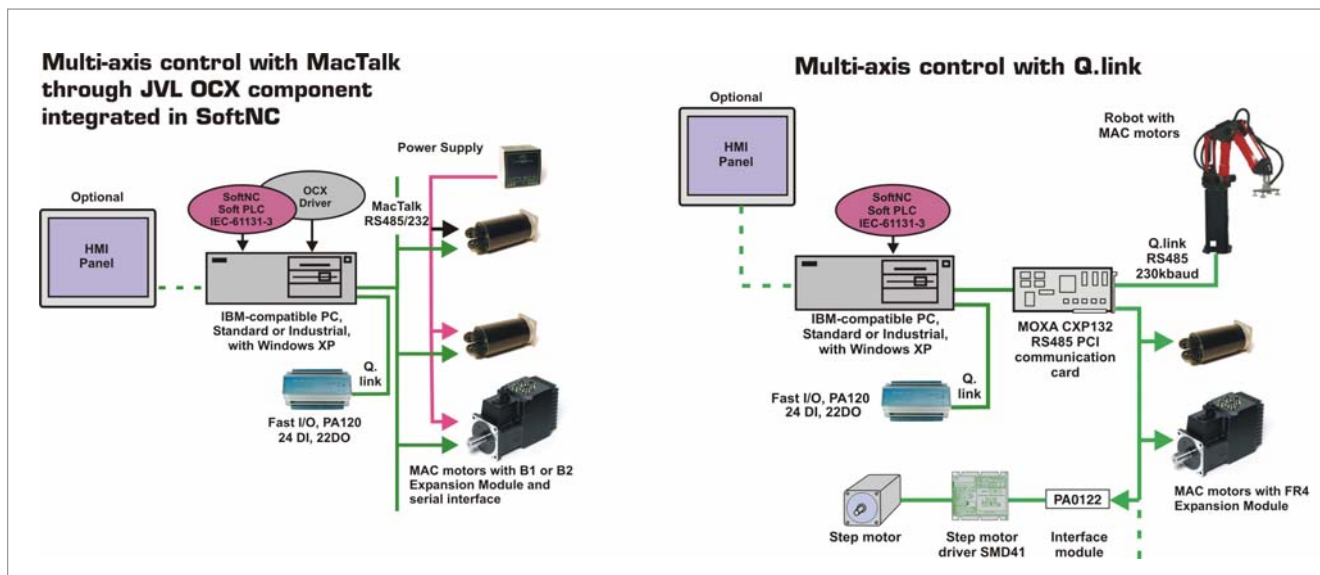 Multi-axis control with MacTalk
through JVL OCX component
integrated in SoftNC
Optional
HMI
Panel
SoftNC
Soft PLC
IEC-61131-3
OCX
Driver
Power Supply
MacTalk
RS485/232
IBM-compatible PC,
Standard or Industrial,
with Windows XP
Q.
link
Fast I/O, PA120
24 DI, 22DO
MAC motors with B1 or B2
Expansion Module and
serial interface
Multi-axis control with Q.link
Optional
HMI
Panel
SoftNC
Soft PLC
IEC-61131-3
Robot with
MAC motors
Q.link
RS485
230kbaud
IBM-compatible PC,
Standard or Industrial,
with Windows XP
MOXA CXP132
RS485 PCI
communication
card
Q.
link
Fast I/O, PA120
24 DI, 22DO
MAC motors with FR4
Expansion Module
PA0122
Step motor
Step motor
driver SMD41
Interface
module